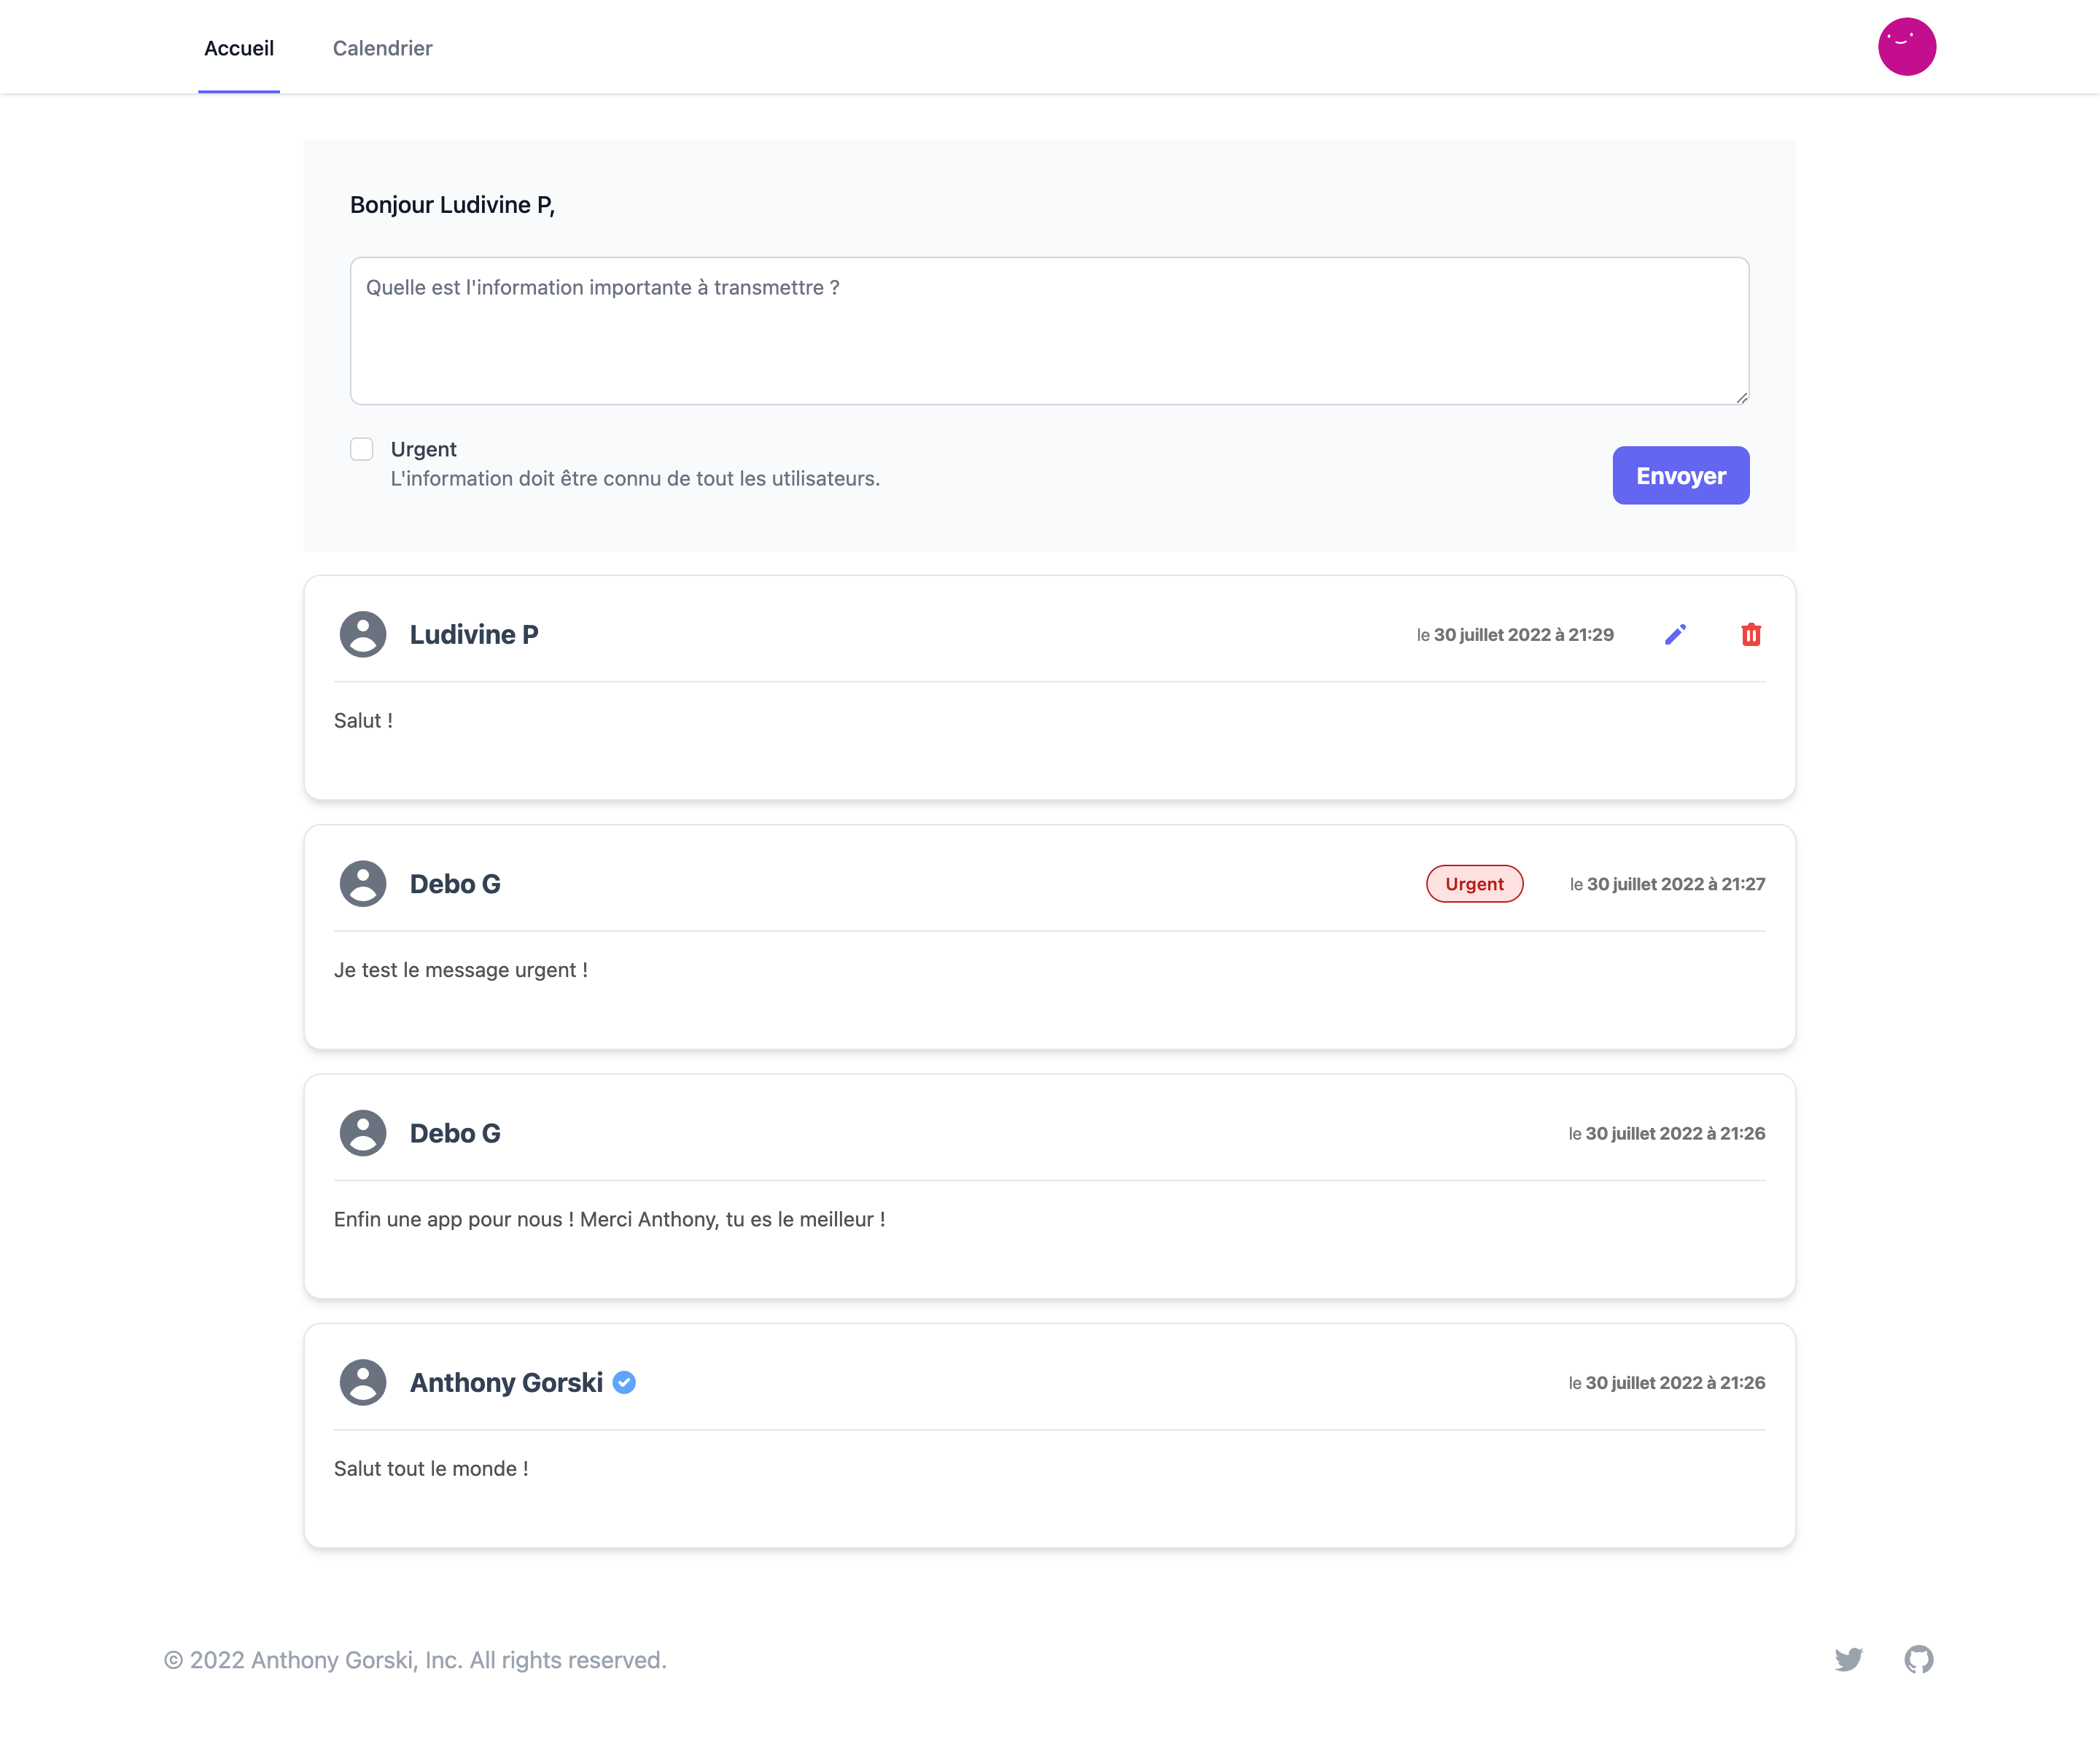 Accueil
Calendrier
Bonjour Ludivine P,
Quelle est l'information importante à transmettre ?
Urgent
L'information doit être connu de tout les utilisateurs.
Envoyer
Ludivine P
le 30 juillet 2022 à 21:29
Salut !
Debo G
Urgent
le 30 juillet 2022 à 21:27
Je test le message urgent !
Debo G
le 30 juillet 2022 à 21:26
Enfin une app pour nous ! Merci Anthony, tu es le meilleur !
Anthony Gorski
le 30 juillet 2022 à 21:26
Salut tout le monde !
© 2022 Anthony Gorski, Inc. All rights reserved.